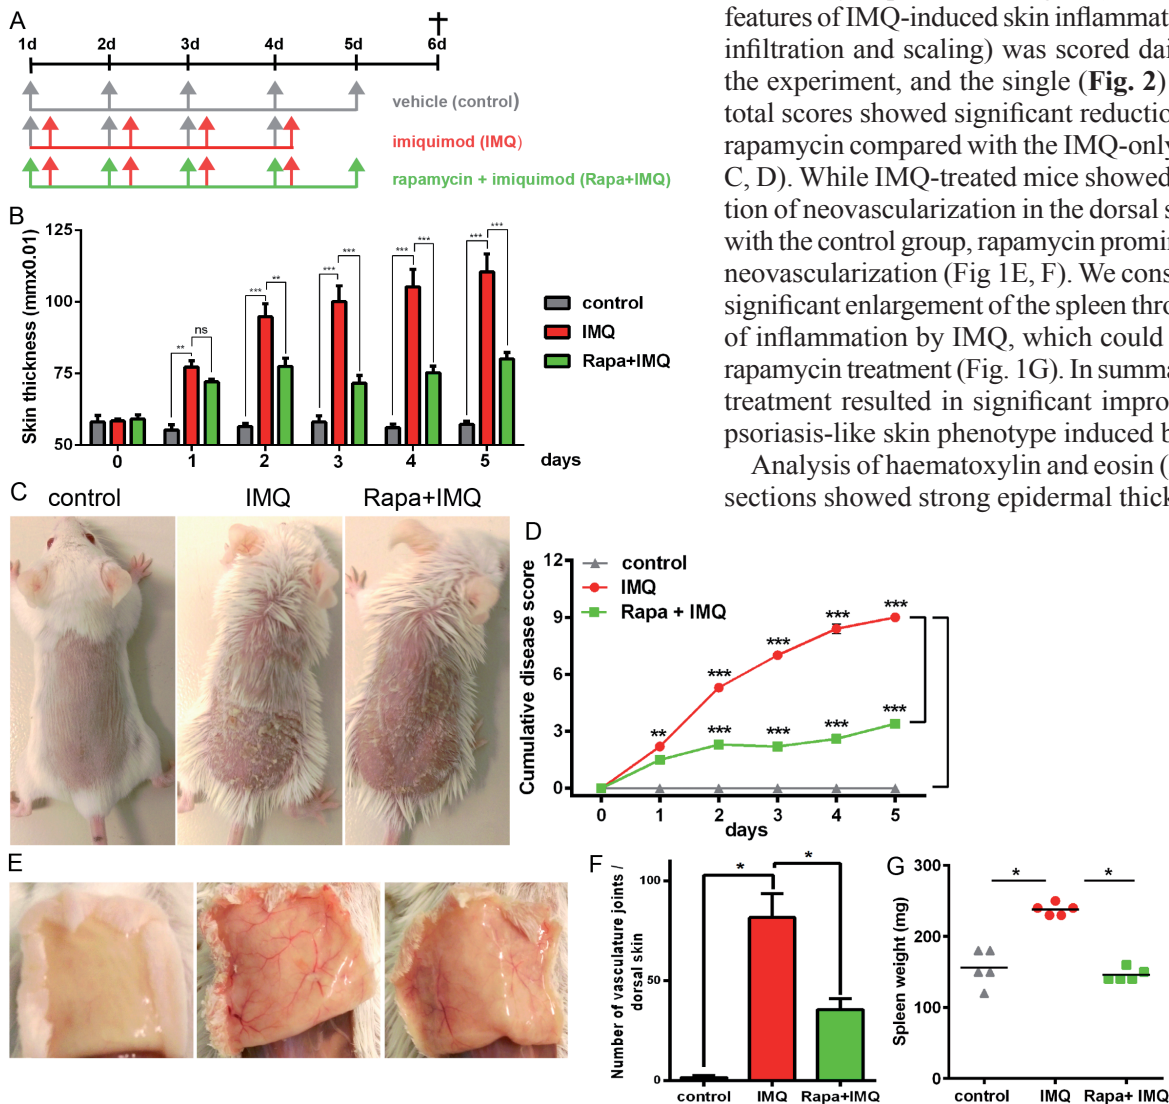 A
1d 2d 3d 4d 5d 6d
vehicle (control)
imiquimod (IMQ)
rapamycin + imiquimod (Rapa+IMQ)
B
Skin thickness (mmx0.01)
125
100
75
50
** ns *** ** *** *** *** *** *** ***
0 1 2 3 4 5 days
control
IMQ
Rapa+IMQ
features of IMQ-induced skin inflammat
infiltration and scaling) was scored dai
the experiment, and the single (Fig. 2)
total scores showed significant reduction
rapamycin compared with the IMQ-only
C, D). While IMQ-treated mice showed
tion of neovascularization in the dorsal s
with the control group, rapamycin promin
neovascularization (Fig 1E, F). We cons
significant enlargement of the spleen thro
of inflammation by IMQ, which could
rapamycin treatment (Fig. 1G). In summa
treatment resulted in significant improv
psoriasis-like skin phenotype induced b
Analysis of haematoxylin and eosin (
sections showed strong epidermal thick
C
control IMQ Rapa+IMQ
D
Cumulative disease score
12
9
6
3
0
control
IMQ
Rapa + IMQ
** *** *** *** ***
*** *** *** ***
0 1 2 3 4 5
days
E
F
Number of vasculature joints /
dorsal skin
100
50
0
* *
control IMQ Rapa+IMQ
G
Spleen weight (mg)
300
200
100
0
* *
control IMQ Rapa+ IMQ